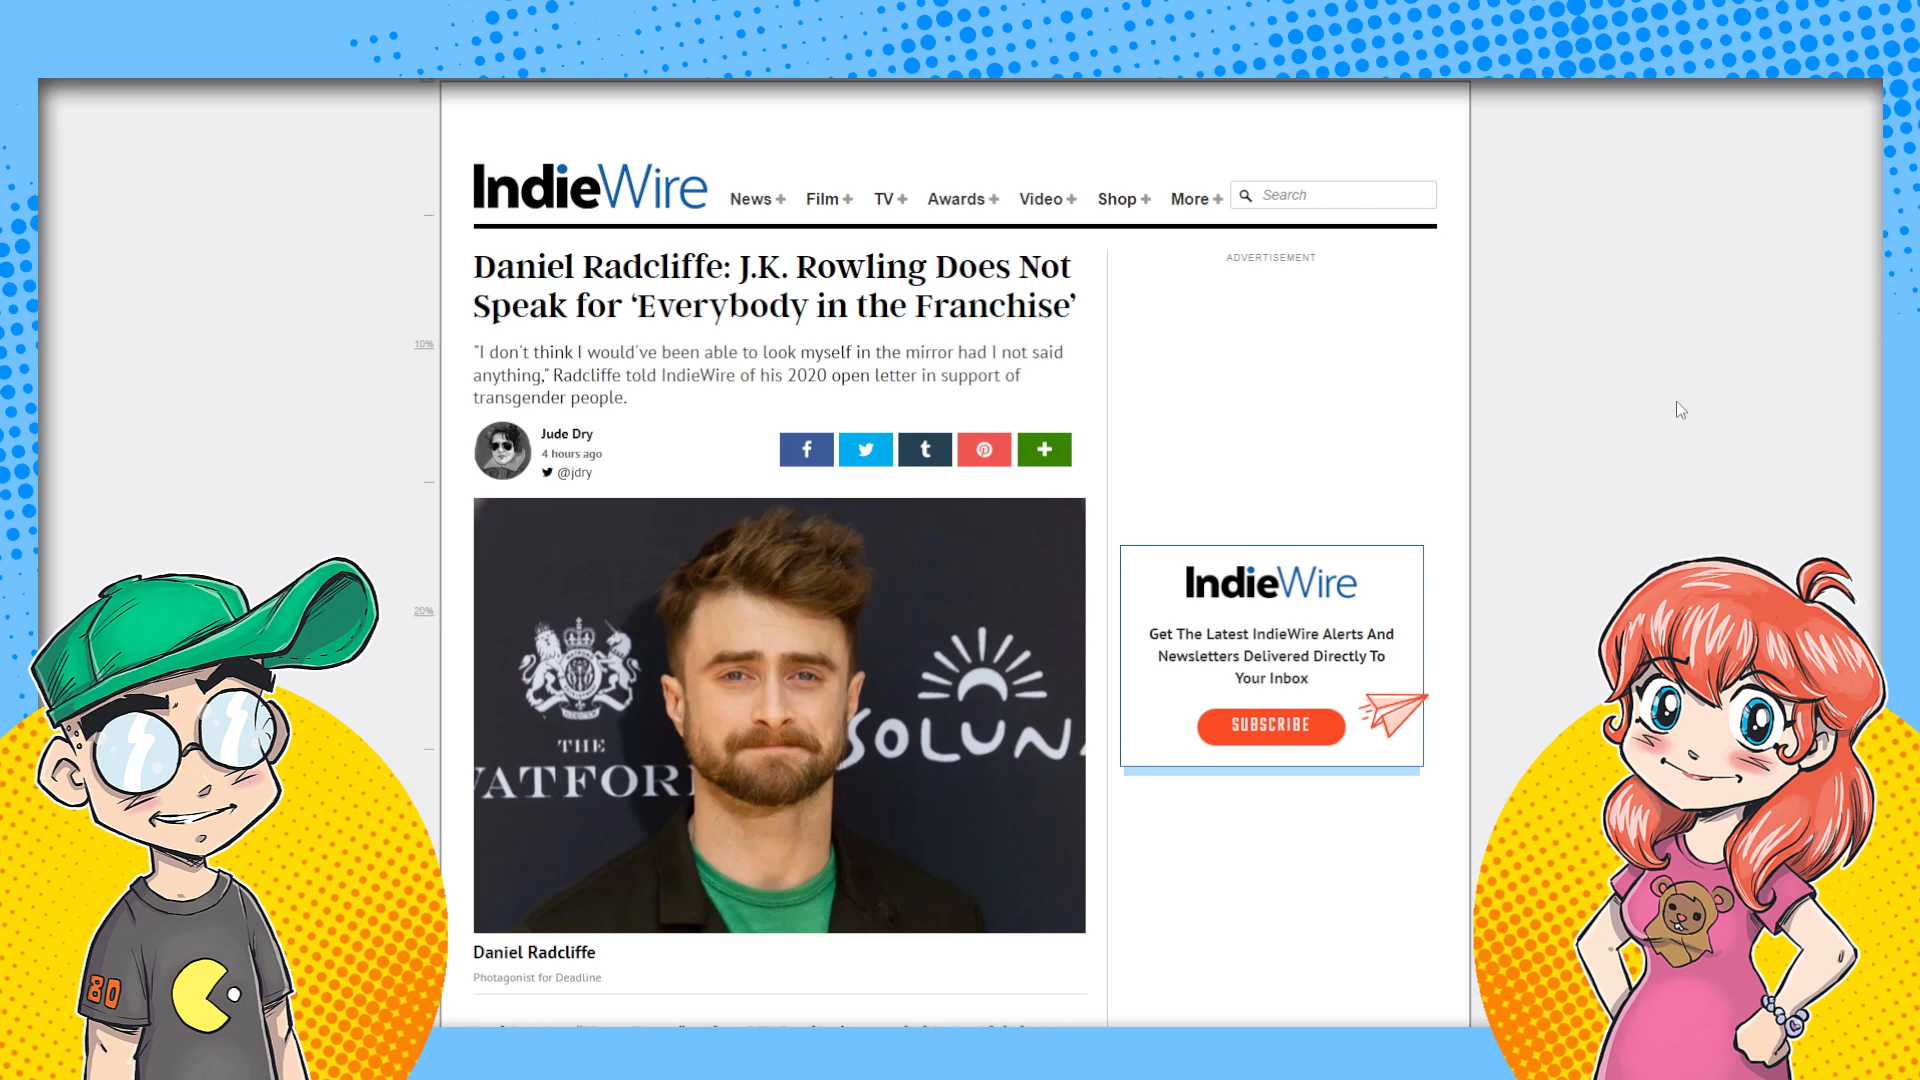 IndieWire
News + Film + TV + Awards + Video + Shop + More + Search
Daniel Radcliffe: J.K. Rowling Does Not
Speak for ‘Everybody in the Franchise’
ADVERTISEMENT
10%
"I don't think I would've been able to look myself in the mirror had I not said
anything," Radcliffe told IndieWire of his 2020 open letter in support of
transgender people.
Jude Dry
4 hours ago
@jdry
f t +
20%
THE
WATFOR
SOLUN
IndieWire
Get The Latest IndieWire Alerts And
Newsletters Delivered Directly To
Your Inbox
SUBSCRIBE
Daniel Radcliffe
Photagonist for Deadline
80